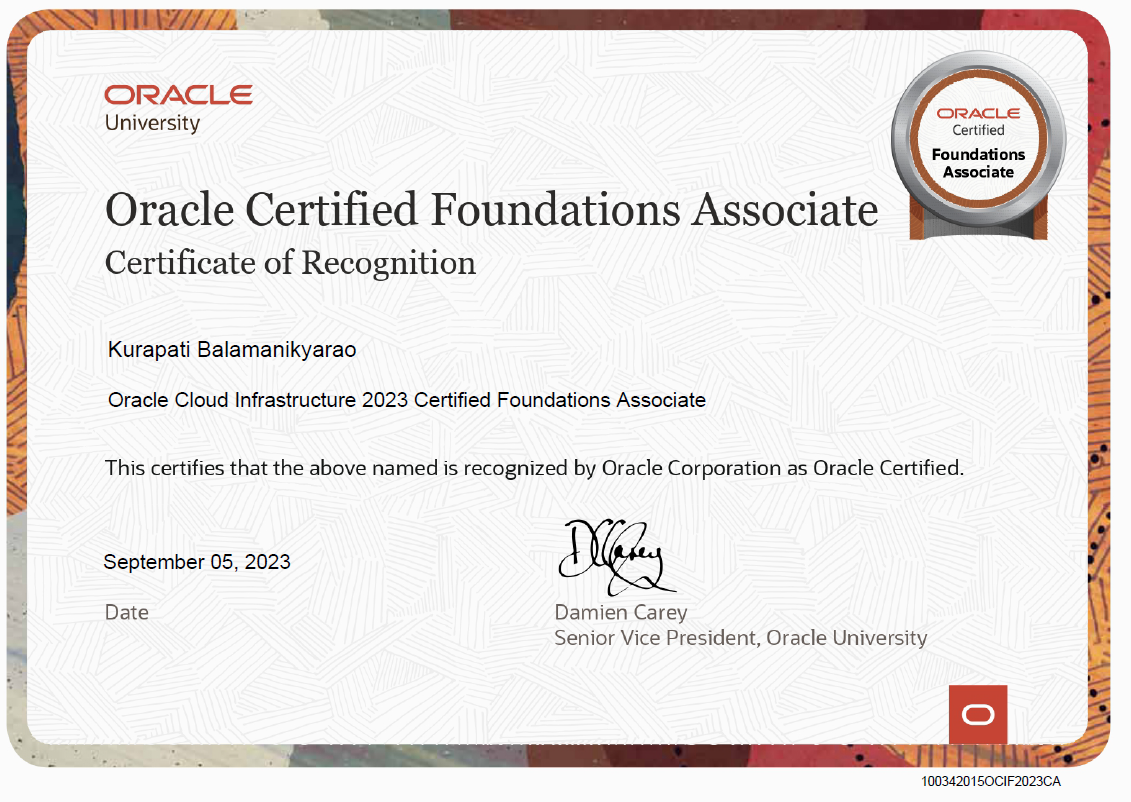 ORACLE
University
ORACLE
Certified
Foundations
Associate
Oracle Certified Foundations Associate
Certificate of Recognition
Kurapati Balamanikyarao
Oracle Cloud Infrastructure 2023 Certified Foundations Associate
This certifies that the above named is recognized by Oracle Corporation as Oracle Certified.
DCarey
September 05, 2023
Date
Damien Carey
Senior Vice President, Oracle University
100342015OCIF2023CA